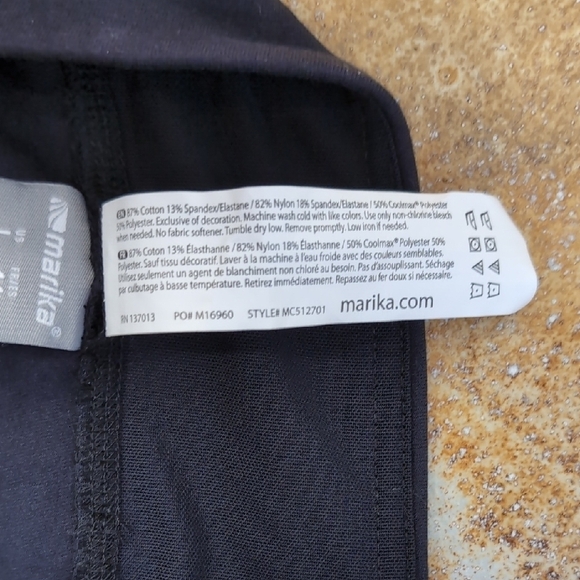 EN 87% Cotton 13% Spandex/Elastane / 82% Nylon 18% Spandex/Elastane / 50% Coolmax® Polyester
50% Polyester. Exclusive of decoration. Machine wash cold with like colors. Use only non-chlorine bleach
when needed. No fabric softener. Tumble dry low. Remove promptly. Low iron if needed.
FR 87% Coton 13% Élasthanne / 82% Nylon 18% Élasthanne / 50% Coolmax® Polyester 50%
Polyester. Sauf tissu décoratif. Laver à la machine à l'eau froide avec des couleurs semblables.
Utilisez seulement un agent de blanchiment non chloré au besoin. Pas d'assouplissant. Séchage
par culbutage à basse température. Retirez immédiatement. Repassez au fer doux si nécessaire.
RN 137013 PO# M16960 STYLE# MC512701 marika.com
marika®
US